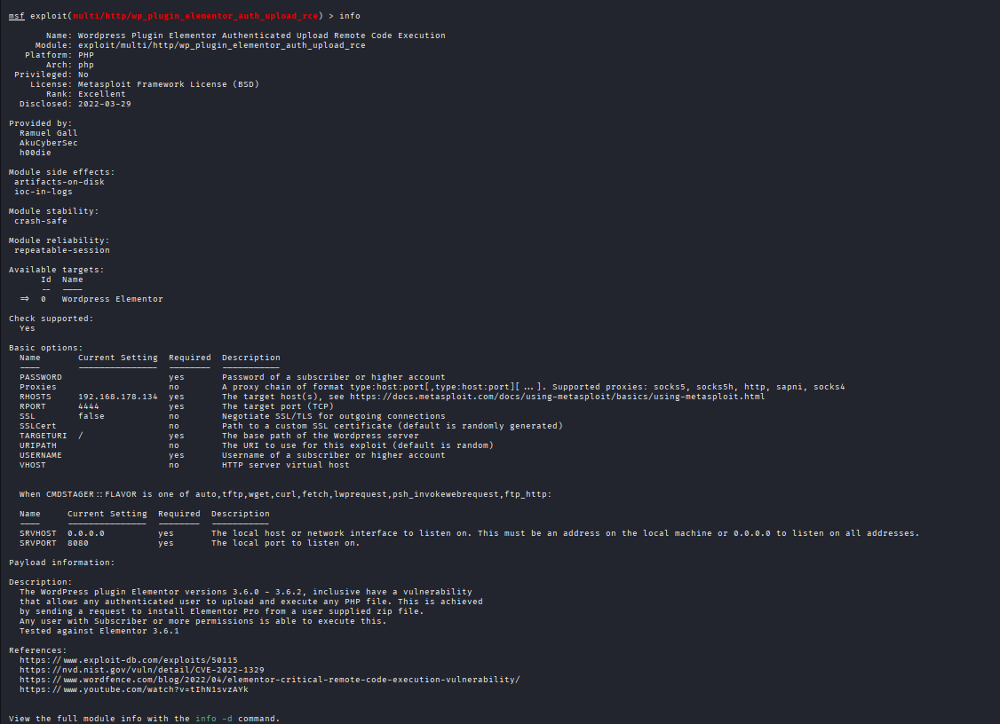 msf exploit(multi/http/wp_plugin_elementor_auth_upload_rce) > info
Name: Wordpress Plugin Elementor Authenticated Upload Remote Code Execution
Module: exploit/multi/http/wp_plugin_elementor_auth_upload_rce
Platform: PHP
Arch: php
Privileged: No
License: Metasploit Framework License (BSD)
Rank: Excellent
Disclosed: 2022-03-29
Provided by:
Ramuel Gall
AkuCyberSec
h00die
Module side effects:
artifacts-on-disk
ioc-in-logs
Module stability:
crash-safe
Module reliability:
repeatable-session
Available targets:
Id  Name
--  ----
=>  0   Wordpress Elementor
Check supported:
Yes
Basic options:
Name       Current Setting  Required  Description
----       ---------------  --------  -----------
PASSWORD                    yes       Password of a subscriber or higher account
Proxies                     no        A proxy chain of format type:host:port[,type:host:port][...]. Supported proxies: socks5, socks5h, http, sapni, socks4
RHOSTS     192.168.178.134  yes       The target host(s), see https://docs.metasploit.com/docs/using-metasploit/basics/using-metasploit.html
RPORT      4444             yes       The target port (TCP)
SSL        false            no        Negotiate SSL/TLS for outgoing connections
SSLCert                     no        Path to a custom SSL certificate (default is randomly generated)
TARGETURI  /                yes       The base path of the Wordpress server
URIPATH                     no        The URI to use for this exploit (default is random)
USERNAME                    yes       Username of a subscriber or higher account
VHOST                       no        HTTP server virtual host
When CMDSTAGER::FLAVOR is one of auto,tftp,wget,curl,fetch,lwprequest,psh_invokewebrequest,ftp_http:
Name     Current Setting  Required  Description
----     ---------------  --------  -----------
SRVHOST  0.0.0.0          yes       The local host or network interface to listen on. This must be an address on the local machine or 0.0.0.0 to listen on all addresses.
SRVPORT  8080             yes       The local port to listen on.
Payload information:
Description:
The WordPress plugin Elementor versions 3.6.0 - 3.6.2, inclusive have a vulnerability
that allows any authenticated user to upload and execute any PHP file. This is achieved
by sending a request to install Elementor Pro from a user supplied zip file.
Any user with Subscriber or more permissions is able to execute this.
Tested against Elementor 3.6.1
References:
https://www.exploit-db.com/exploits/50115
https://nvd.nist.gov/vuln/detail/CVE-2022-1329
https://www.wordfence.com/blog/2022/04/elementor-critical-remote-code-execution-vulnerability/
https://www.youtube.com/watch?v=tIhN1svzAYk
View the full module info with the info -d command.